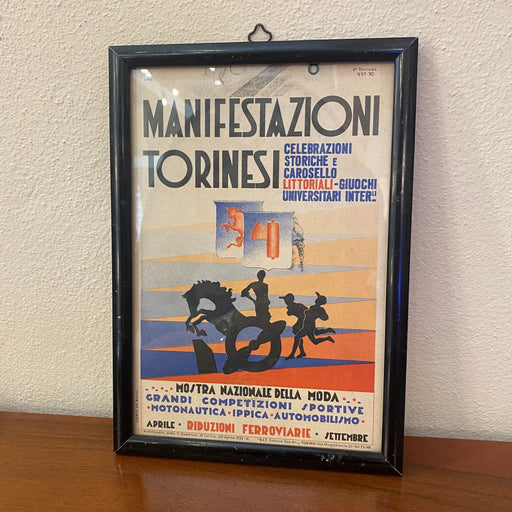 MANIFESTAZIONI
TORINESI
CELEBRAZIONI
STORICHE E
CAROSELLO
LITTORIALI-GIUOCHI
UNIVERSITARI INTER.
MOSTRA NAZIONALE DELLA MODA
GRANDI COMPETIZIONI SPORTIVE
·MOTONAUTICA·IPPICA·AUTOMOBILISMO·
APRILE · RIDUZIONI FERROVIARIE · SETTEMBRE